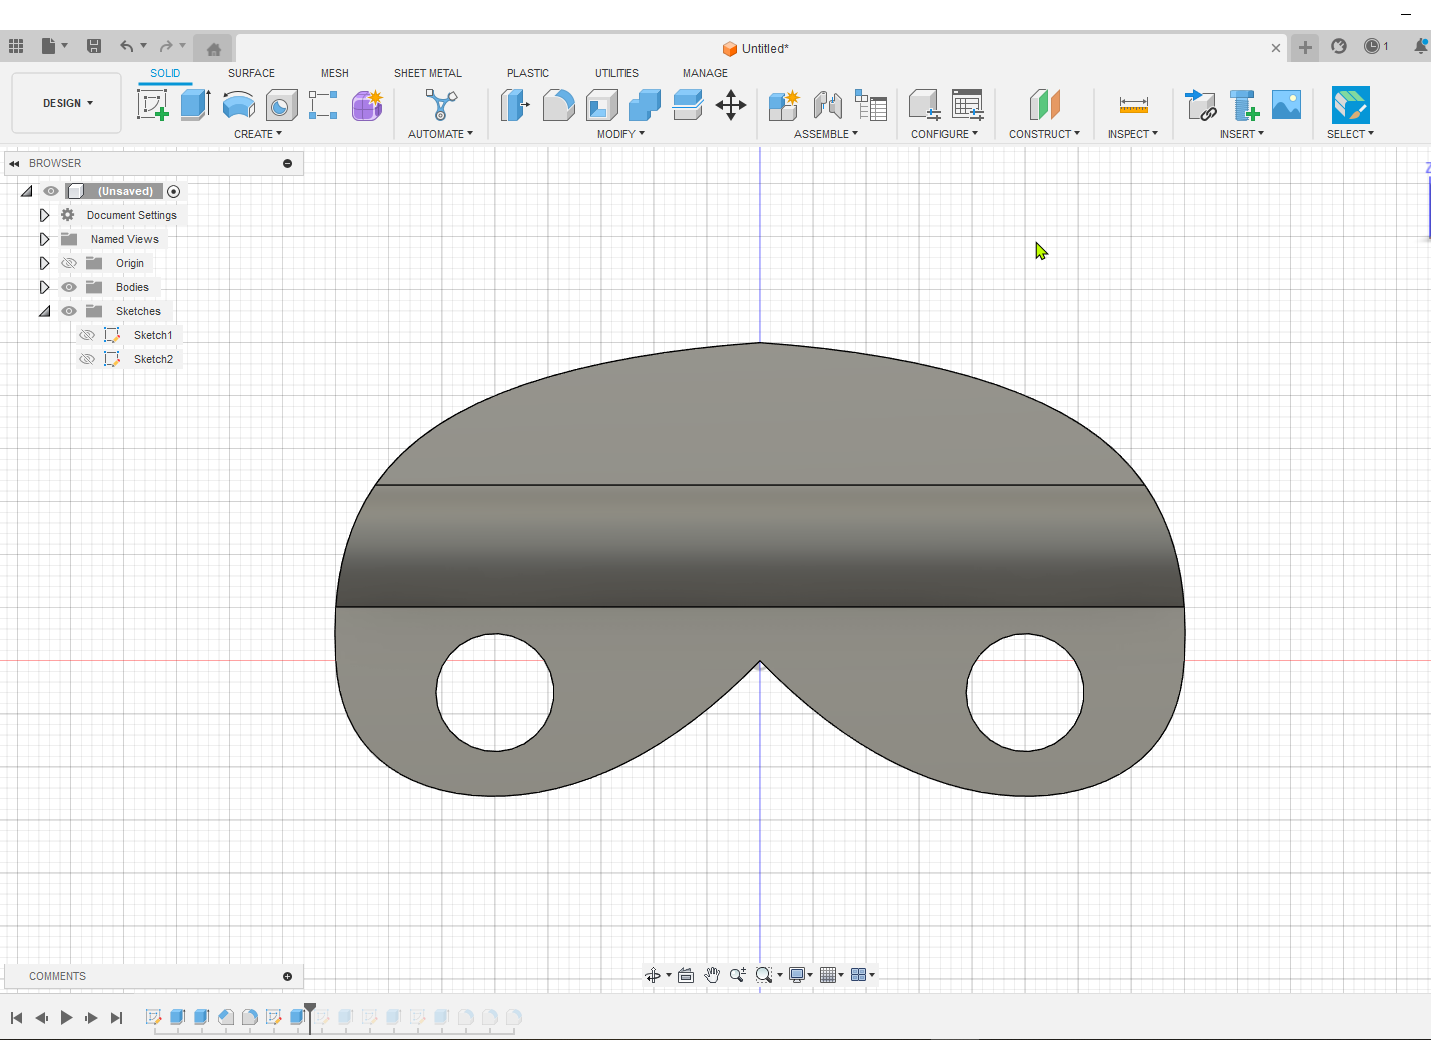 Untitled*
1
SOLID SURFACE MESH SHEET METAL PLASTIC UTILITIES MANAGE
DESIGN
CREATE AUTOMATE MODIFY ASSEMBLE CONFIGURE CONSTRUCT INSPECT INSERT SELECT
BROWSER
Z
(Unsaved)
Document Settings
Named Views
Origin
Bodies
Sketches
Sketch1
Sketch2
COMMENTS